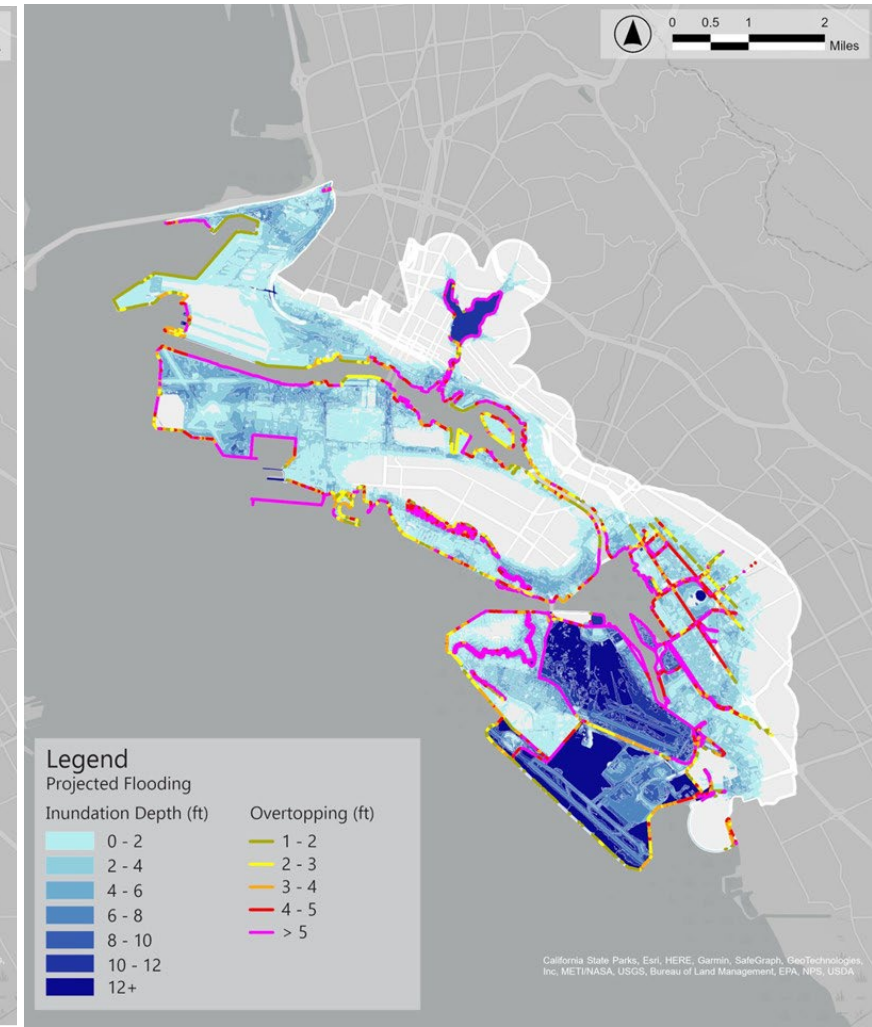 0 0.5 1 2
Miles
Legend
Projected Flooding
Inundation Depth (ft)
0 - 2
2 - 4
4 - 6
6 - 8
8 - 10
10 - 12
12+
Overtopping (ft)
1 - 2
2 - 3
3 - 4
4 - 5
> 5
California State Parks, Esri, HERE, Garmin, SafeGraph, GeoTechnologies,
Inc, METI/NASA, USGS, Bureau of Land Management, EPA, NPS, USDA